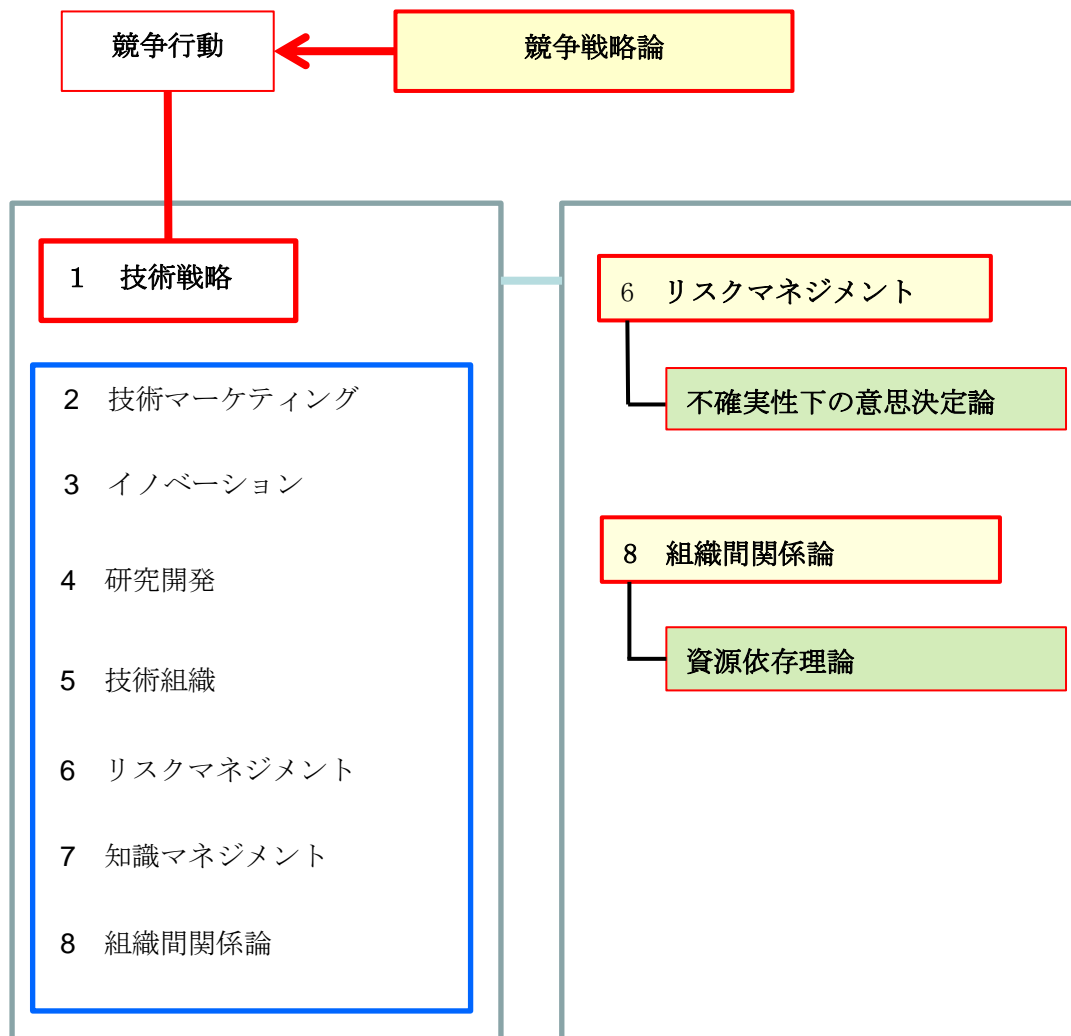 競争行動
競争戦略論
1 技術戦略
2 技術マーケティング
3 イノベーション
4 研究開発
5 技術組織
6 リスクマネジメント
7 知識マネジメント
8 組織間関係論
6 リスクマネジメント
不確実性下の意思決定論
8 組織間関係論
資源依存理論